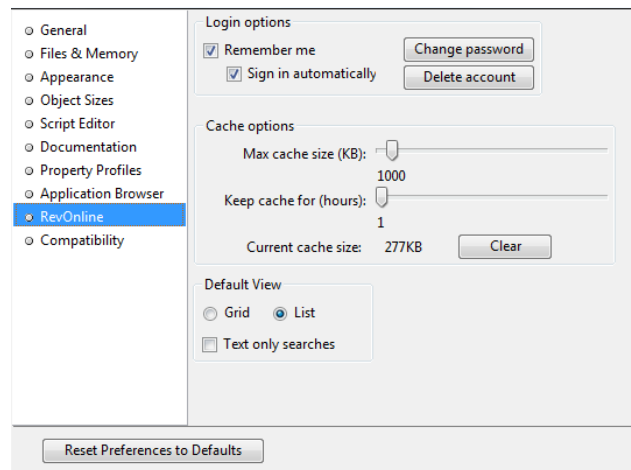 General
Files & Memory
Appearance
Object Sizes
Script Editor
Documentation
Property Profiles
Application Browser
RevOnline
Compatibility
Login options
Remember me
Change password
Sign in automatically
Delete account
Cache options
Max cache size (KB):
1000
Keep cache for (hours):
1
Current cache size: 277KB
Clear
Default View
Grid
List
Text only searches
Reset Preferences to Defaults